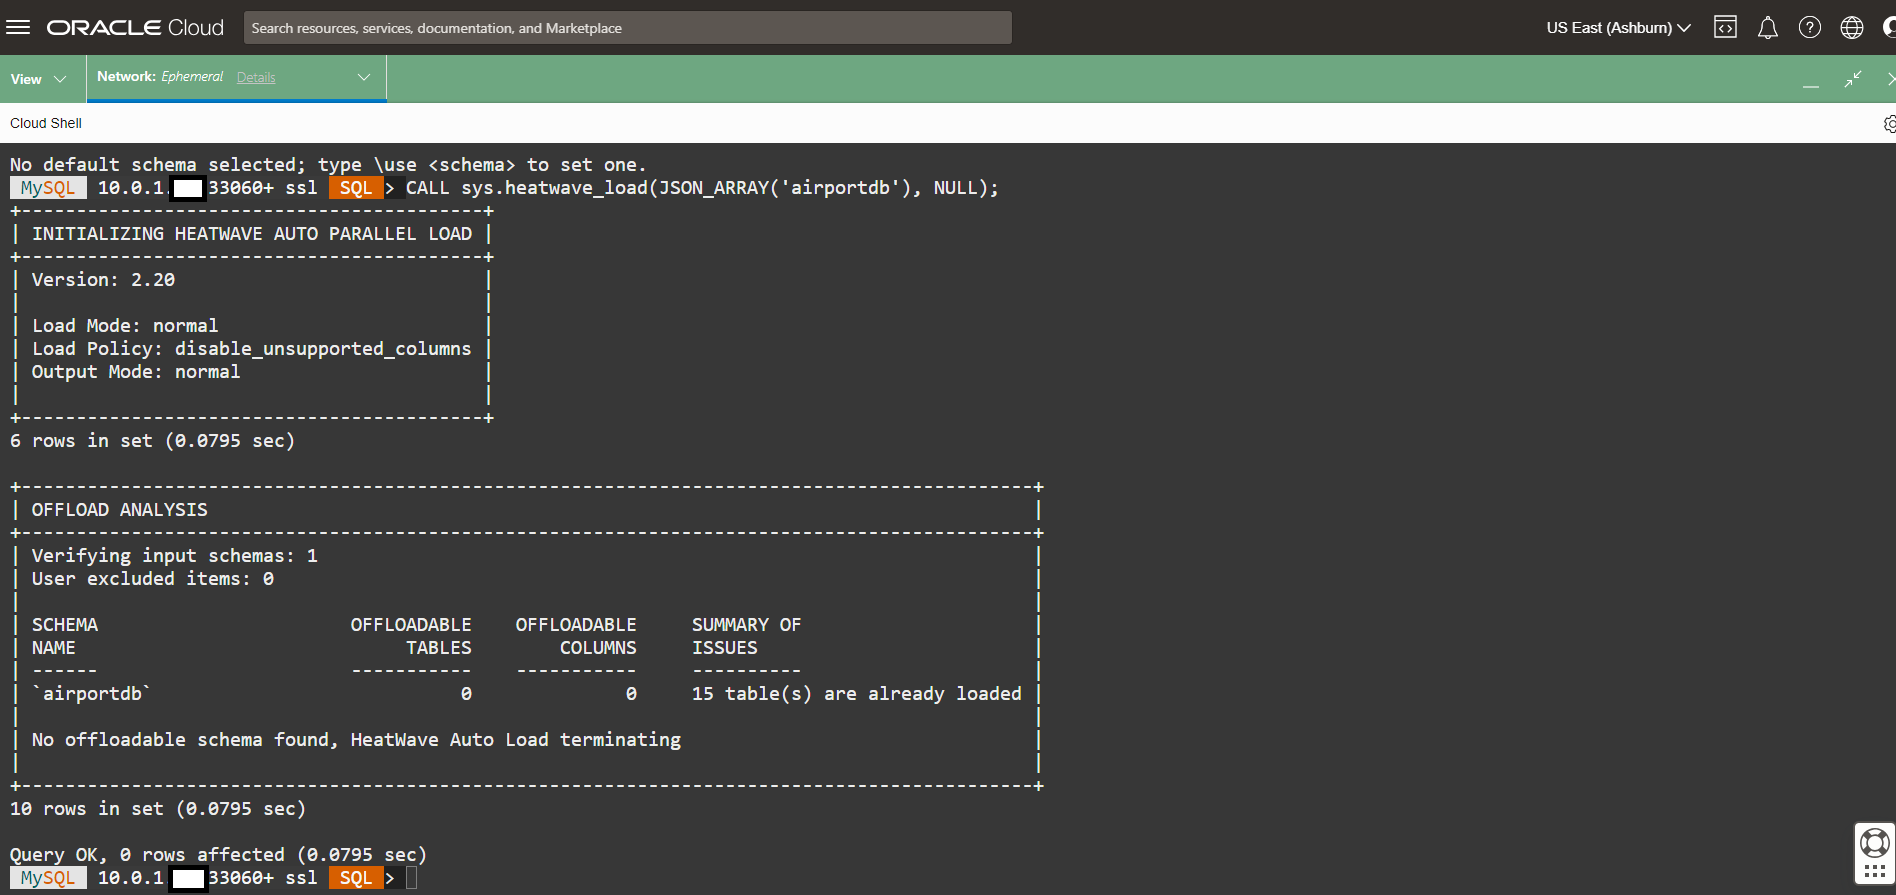 ORACLE Cloud
Search resources, services, documentation, and Marketplace
US East (Ashburn)
View
Network: Ephemeral Details
Cloud Shell
No default schema selected; type \use <schema> to set one.
MySQL 10.0.1 33060+ ssl SQL > CALL sys.heatwave_load(JSON_ARRAY('airportdb'), NULL);
+------------------------------------------+
| INITIALIZING HEATWAVE AUTO PARALLEL LOAD |
+------------------------------------------+
| Version: 2.20                            |
|                                          |
| Load Mode: normal                        |
| Load Policy: disable_unsupported_columns |
| Output Mode: normal                      |
|                                          |
+------------------------------------------+
6 rows in set (0.0795 sec)
+--------------------------------------------------------------------------------------------+
| OFFLOAD ANALYSIS                                                                           |
+--------------------------------------------------------------------------------------------+
| Verifying input schemas: 1                                                                 |
| User excluded items: 0                                                                     |
|                                                                                            |
| SCHEMA                       OFFLOADABLE    OFFLOADABLE     SUMMARY OF                     |
| NAME                              TABLES        COLUMNS     ISSUES                         |
| ------                       -----------    -----------     ----------                     |
| `airportdb`                            0              0     15 table(s) are already loaded |
|                                                                                            |
| No offloadable schema found, HeatWave Auto Load terminating                                |
|                                                                                            |
+--------------------------------------------------------------------------------------------+
10 rows in set (0.0795 sec)
Query OK, 0 rows affected (0.0795 sec)
MySQL 10.0.1 33060+ ssl SQL >